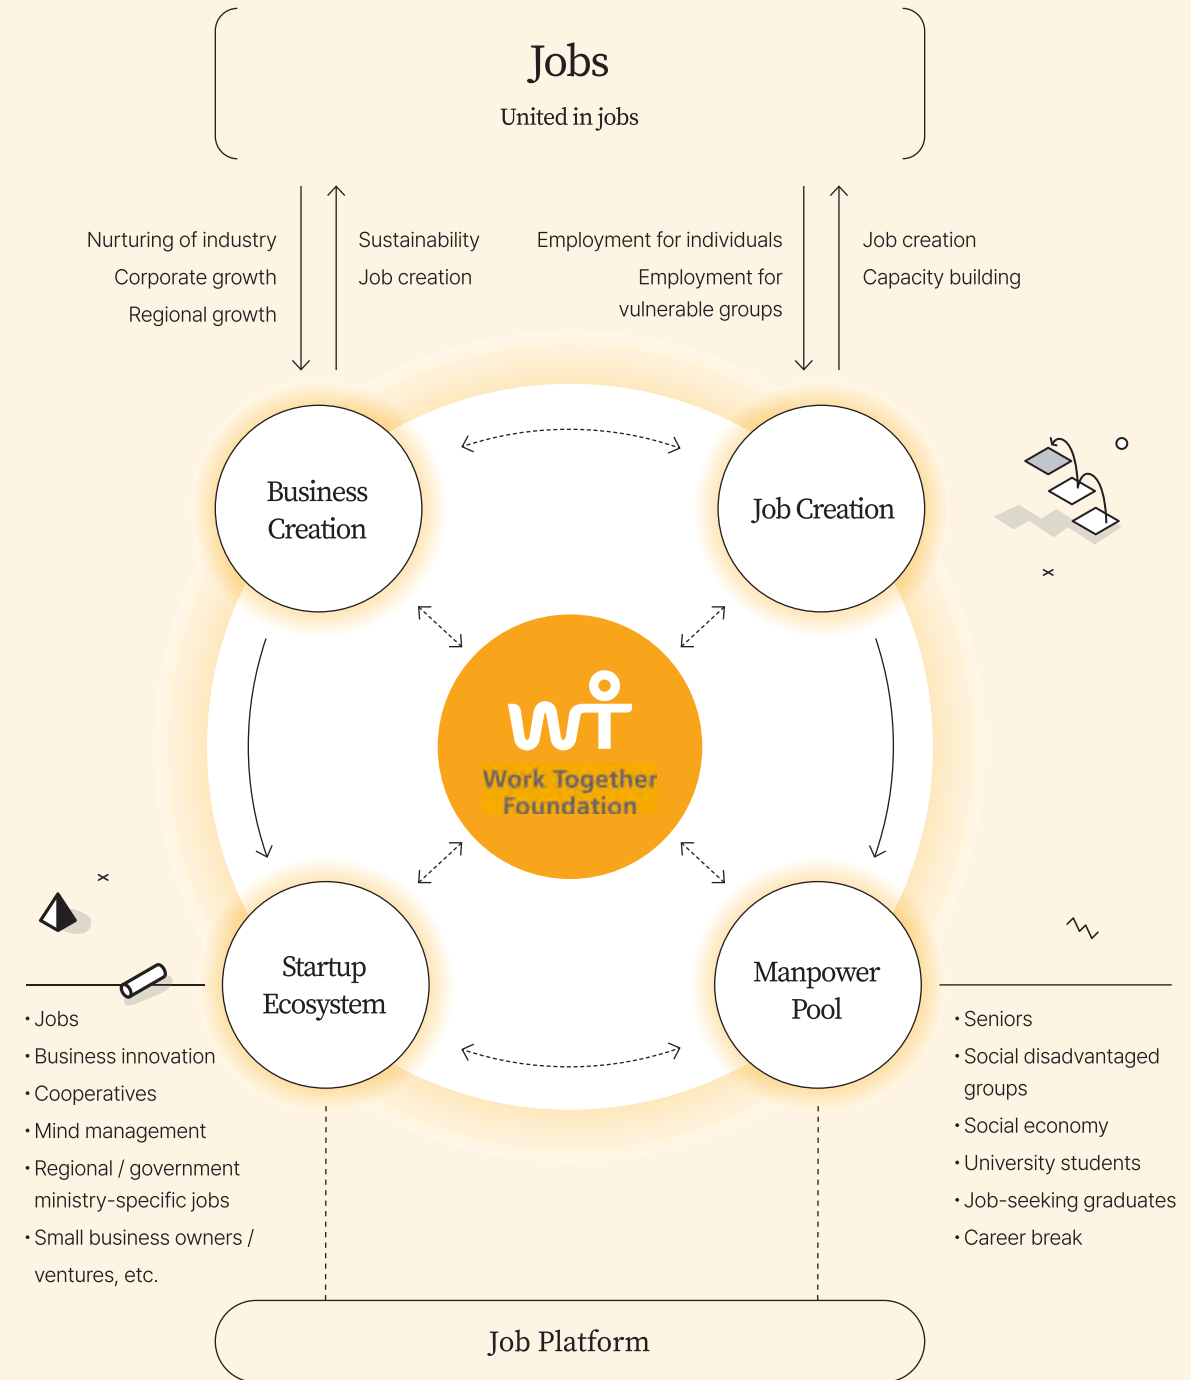 Jobs
United in jobs
Nurturing of industry
Corporate growth
Regional growth
Sustainability
Job creation
Employment for individuals
Employment for
vulnerable groups
Job creation
Capacity building
Business
Creation
Job Creation
WT
Work Together
Foundation
Startup
Ecosystem
Manpower
Pool
• Jobs
• Business innovation
• Cooperatives
• Mind management
• Regional / government
ministry-specific jobs
• Small business owners /
ventures, etc.
• Seniors
• Social disadvantaged
groups
• Social economy
• University students
• Job-seeking graduates
• Career break
Job Platform